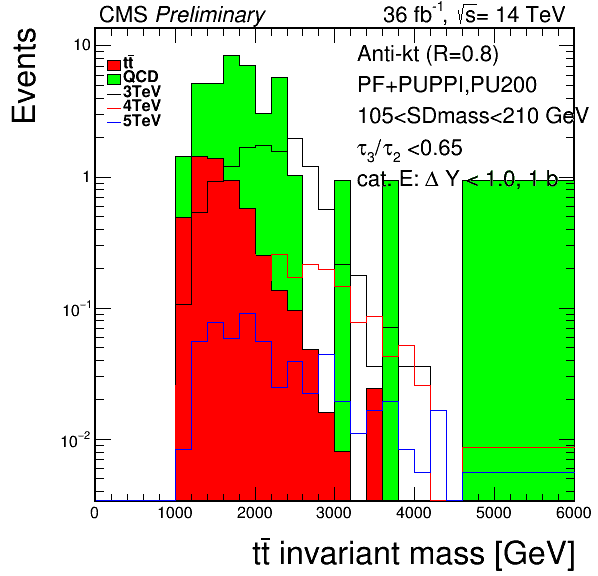 CMS Preliminary
36 fb⁻¹, √s= 14 TeV
Events
10
1
10⁻¹
10⁻²
tt̄
QCD
3TeV
4TeV
5TeV
Anti-kt (R=0.8)
PF+PUPPI,PU200
105<SDmass<210 GeV
τ₃/τ₂ <0.65
cat. E: Δ Y < 1.0, 1 b
0 1000 2000 3000 4000 5000 6000
tt̄ invariant mass [GeV]